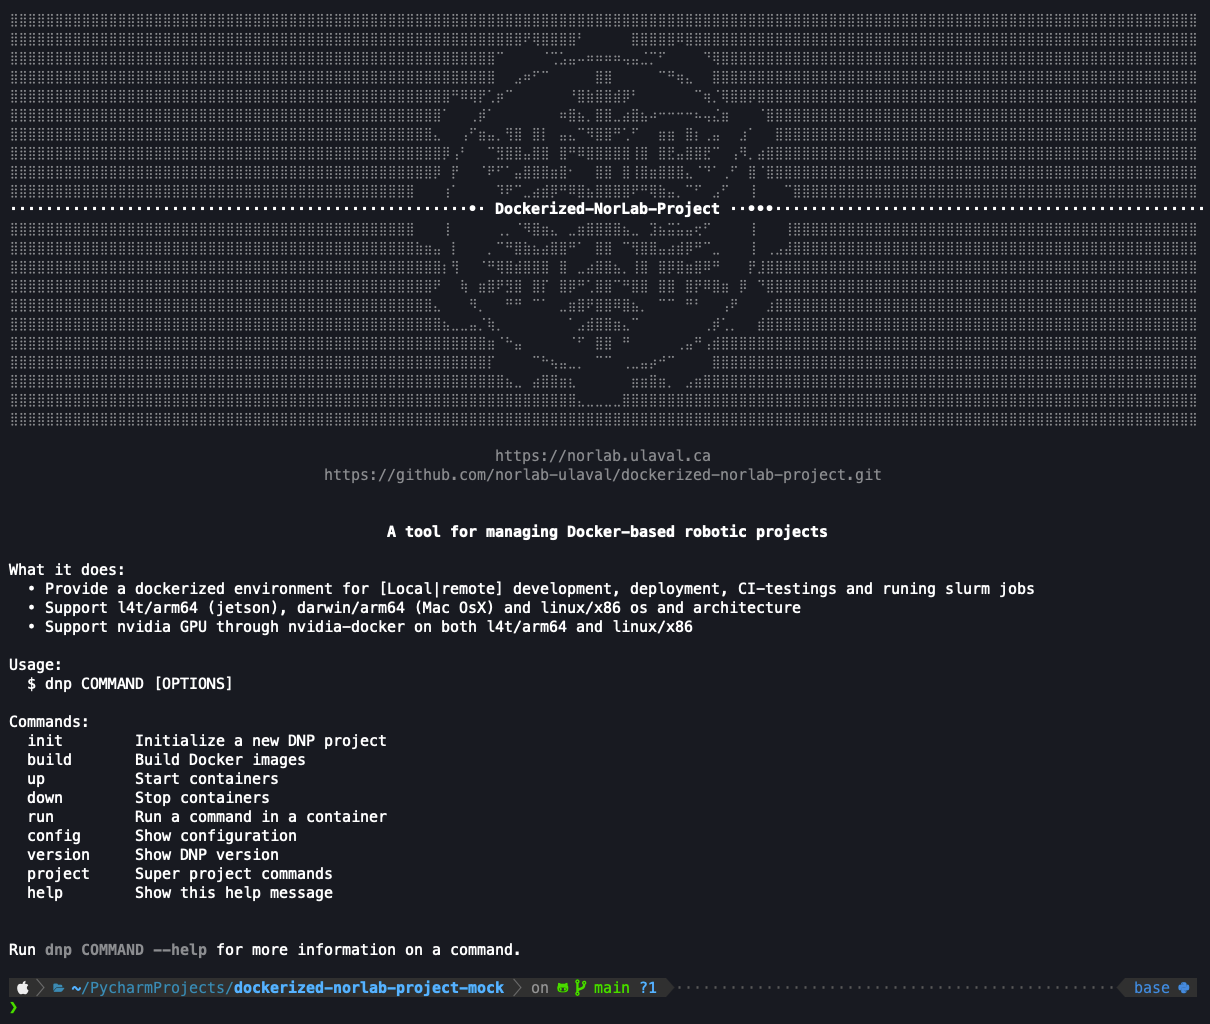 Dockerized-NorLab-Project
https://norlab.ulaval.ca
https://github.com/norlab-ulaval/dockerized-norlab-project.git
A tool for managing Docker-based robotic projects
What it does:
• Provide a dockerized environment for [Local|remote] development, deployment, CI-testings and runing slurm jobs
• Support l4t/arm64 (jetson), darwin/arm64 (Mac OsX) and linux/x86 os and architecture
• Support nvidia GPU through nvidia-docker on both l4t/arm64 and linux/x86
Usage:
$ dnp COMMAND [OPTIONS]
Commands:
init Initialize a new DNP project
build Build Docker images
up Start containers
down Stop containers
run Run a command in a container
config Show configuration
version Show DNP version
project Super project commands
help Show this help message
Run dnp COMMAND --help for more information on a command.
~/PycharmProjects/dockerized-norlab-project-mock on main ?1 base
❯